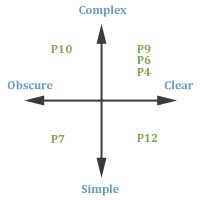 Complex
P10 P9
P6
P4
Obscure Clear
P7 P12
Simple